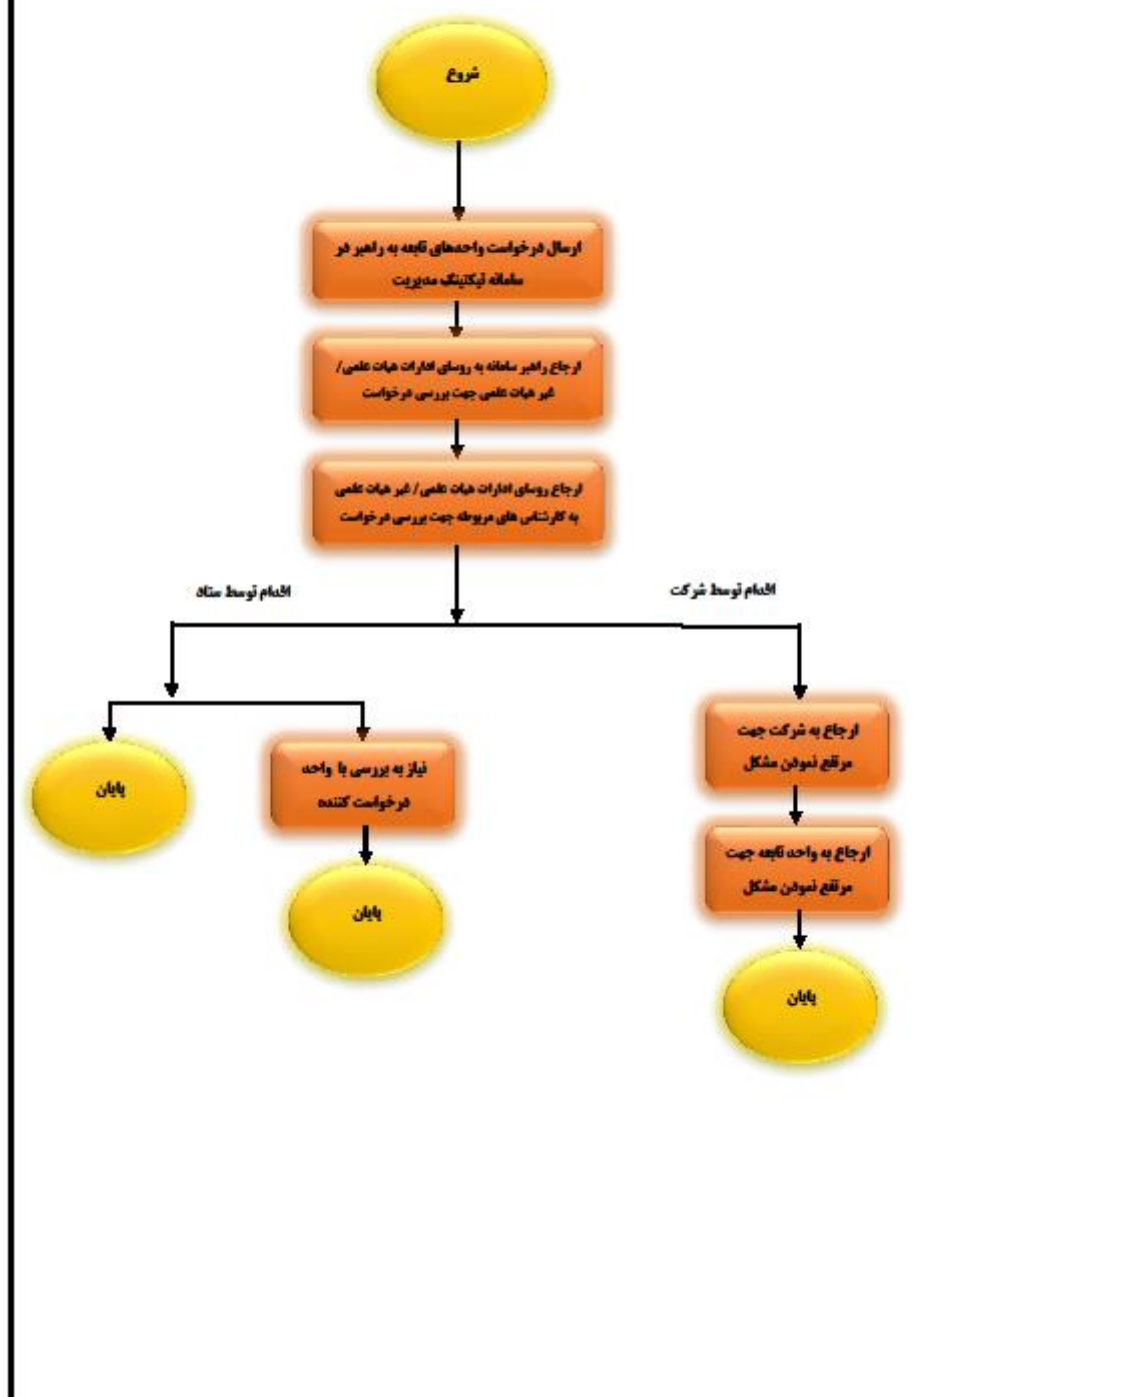 شروع
ارسال درخواست واحدهای تابعه به راهبر در
سامانه تیکتینگ مدیریت
ارجاع راهبر سامانه به روسای ادارات هیات علمی/
غیر هیات علمی جهت بررسی درخواست
ارجاع روسای ادارات هیات علمی/ غیر هیات علمی
به کارشناس های مربوطه جهت بررسی درخواست
اقدام توسط شرکت
اقدام توسط ستاد
ارجاع به شرکت جهت
مرتفع نمودن مشکل
ارجاع به واحد تابعه جهت
مرتفع نمودن مشکل
پایان
نیاز به بررسی با واحد
درخواست کننده
پایان
پایان